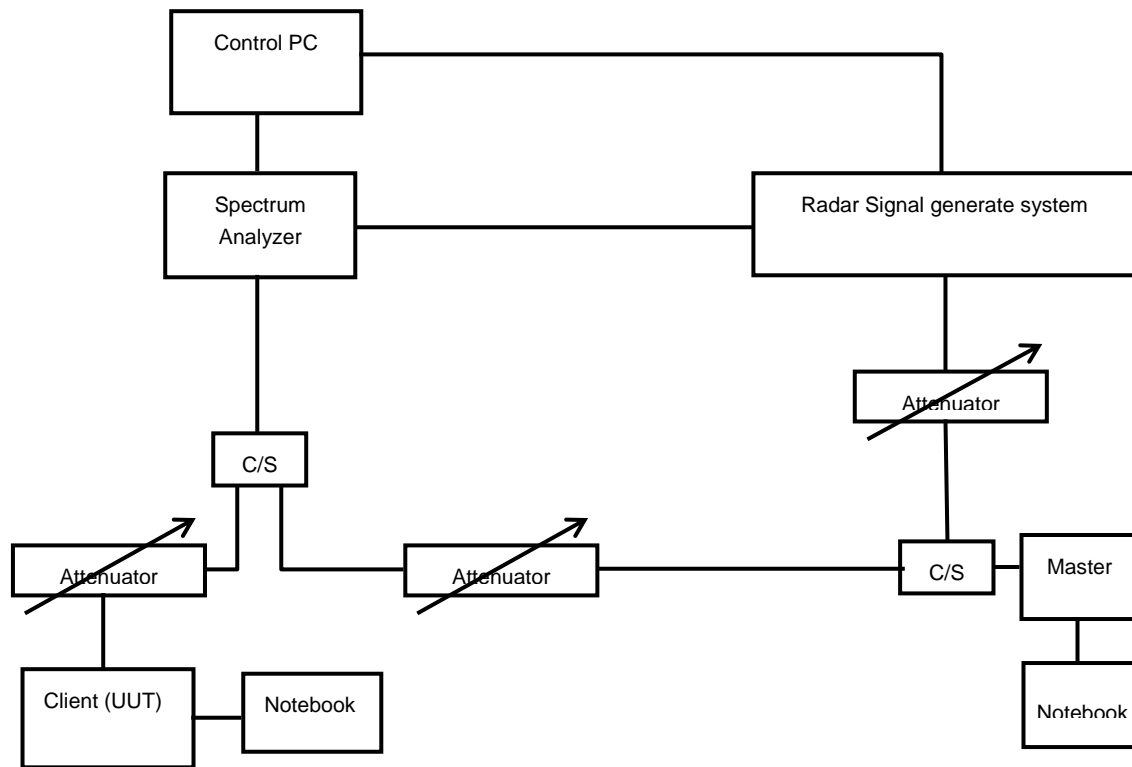 Control PC
Spectrum
Analyzer
Radar Signal generate system
Attenuator
C/S
Attenuator
Attenuator
C/S
Master
Client (UUT)
Notebook
Notebook